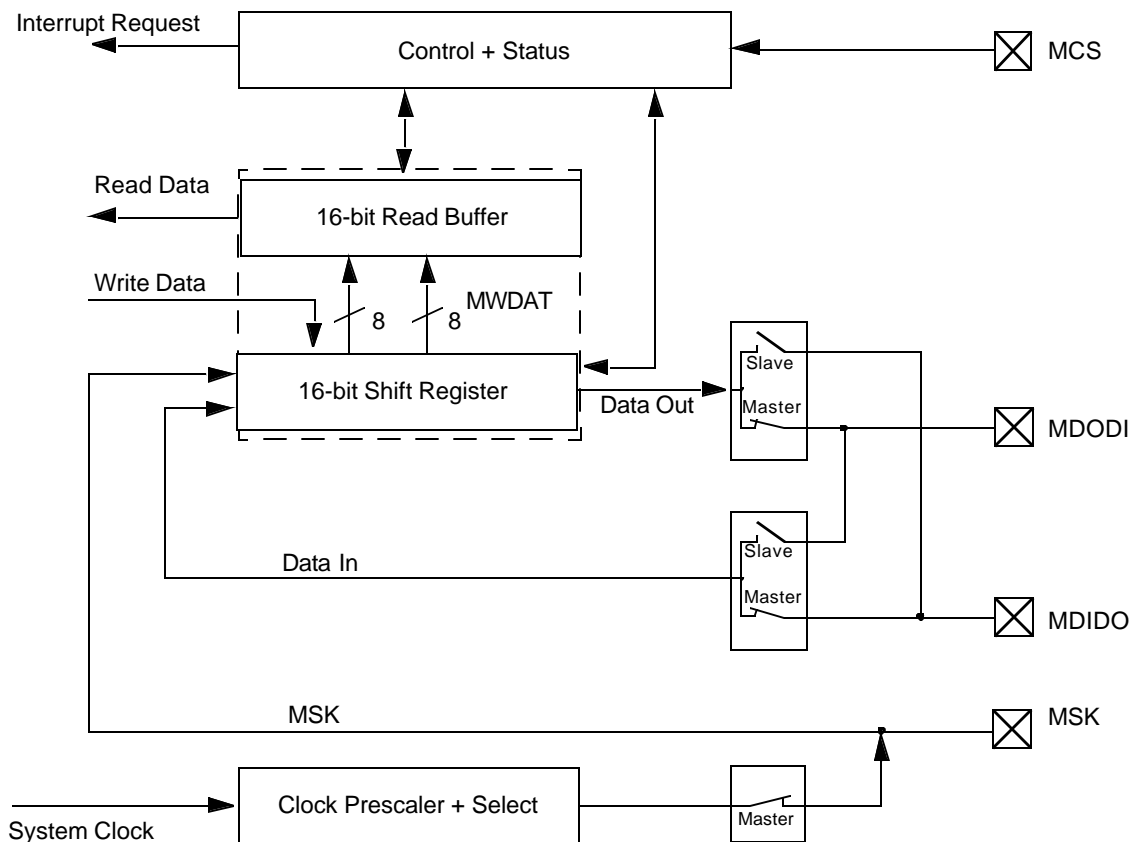 Interrupt Request
Control + Status
MCS
Read Data
16-bit Read Buffer
Write Data
MWDAT
8
8
16-bit Shift Register
Data Out
Slave
Master
MDODI
Data In
Slave
Master
MDIDO
MSK
MSK
Clock Prescaler + Select
Master
System Clock